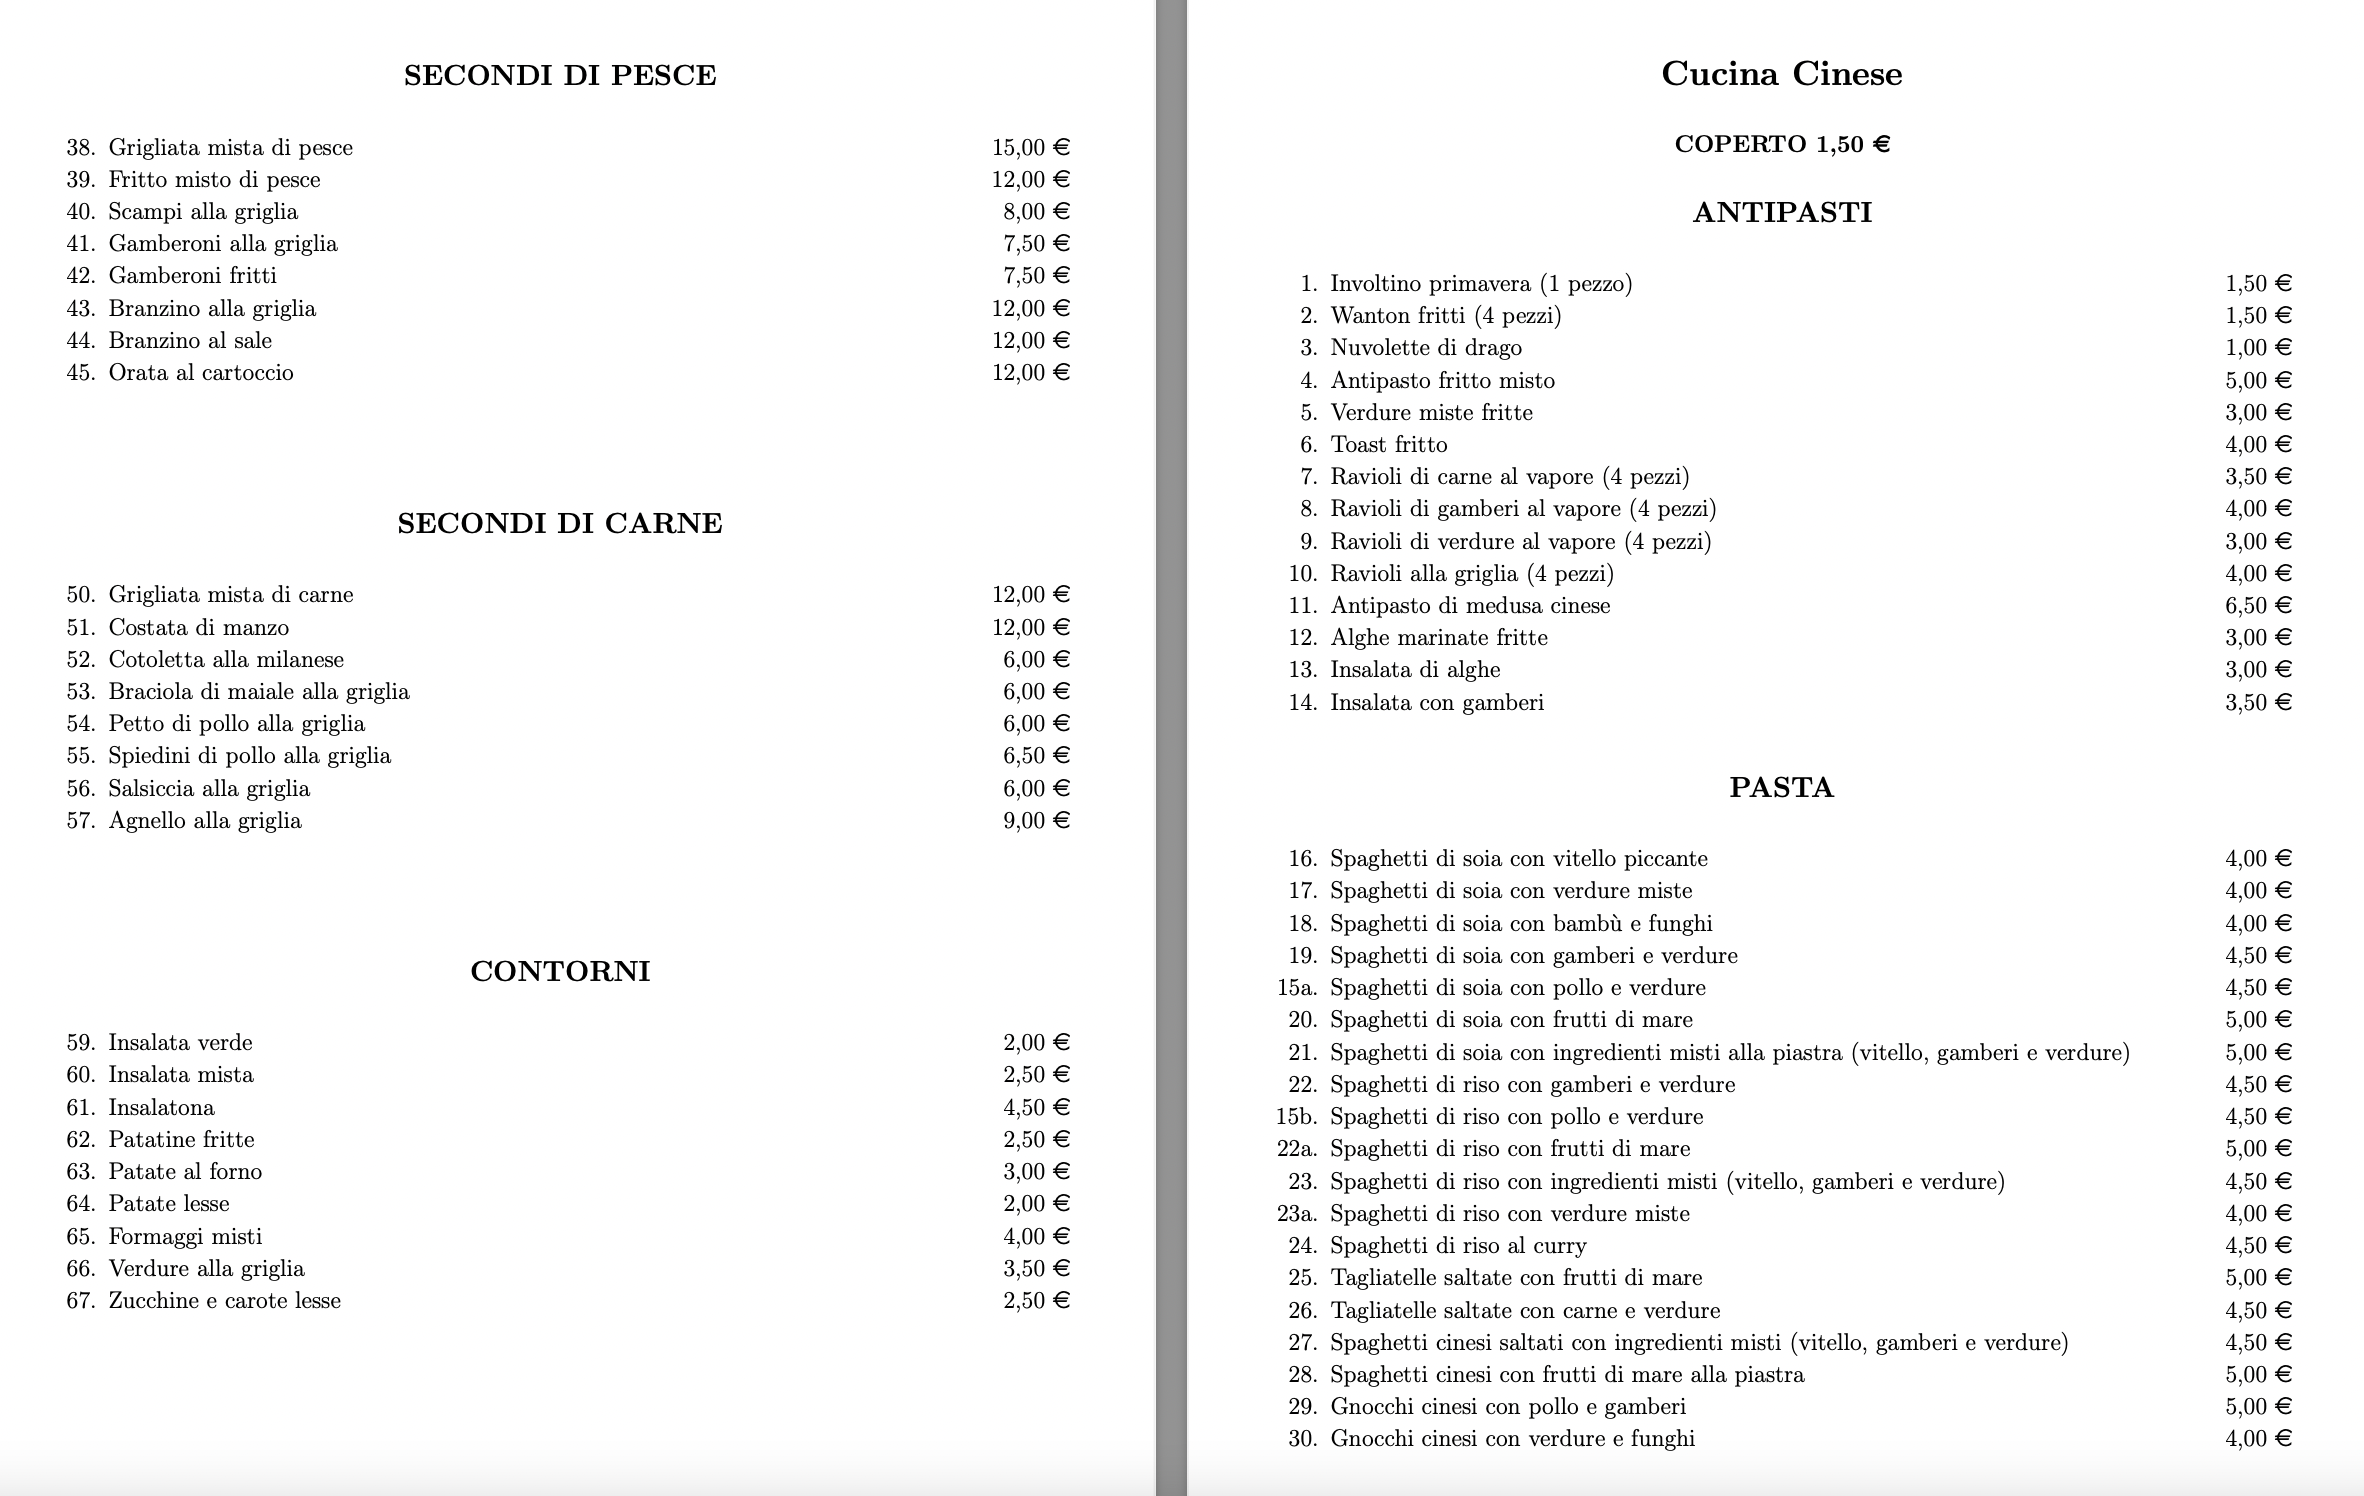 SECONDI DI PESCE
38. Grigliata mista di pesce 15,00 €
39. Fritto misto di pesce 12,00 €
40. Scampi alla griglia 8,00 €
41. Gamberoni alla griglia 7,50 €
42. Gamberoni fritti 7,50 €
43. Branzino alla griglia 12,00 €
44. Branzino al sale 12,00 €
45. Orata al cartoccio 12,00 €
SECONDI DI CARNE
50. Grigliata mista di carne 12,00 €
51. Costata di manzo 12,00 €
52. Cotoletta alla milanese 6,00 €
53. Braciola di maiale alla griglia 6,00 €
54. Petto di pollo alla griglia 6,00 €
55. Spiedini di pollo alla griglia 6,50 €
56. Salsiccia alla griglia 6,00 €
57. Agnello alla griglia 9,00 €
CONTORNI
59. Insalata verde 2,00 €
60. Insalata mista 2,50 €
61. Insalatona 4,50 €
62. Patatine fritte 2,50 €
63. Patate al forno 3,00 €
64. Patate lesse 2,00 €
65. Formaggi misti 4,00 €
66. Verdure alla griglia 3,50 €
67. Zucchine e carote lesse 2,50 €
Cucina Cinese
COPERTO 1,50 €
ANTIPASTI
1. Involtino primavera (1 pezzo) 1,50 €
2. Wanton fritti (4 pezzi) 1,50 €
3. Nuvolette di drago 1,00 €
4. Antipasto fritto misto 5,00 €
5. Verdure miste fritte 3,00 €
6. Toast fritto 4,00 €
7. Ravioli di carne al vapore (4 pezzi) 3,50 €
8. Ravioli di gamberi al vapore (4 pezzi) 4,00 €
9. Ravioli di verdure al vapore (4 pezzi) 3,00 €
10. Ravioli alla griglia (4 pezzi) 4,00 €
11. Antipasto di medusa cinese 6,50 €
12. Alghe marinate fritte 3,00 €
13. Insalata di alghe 3,00 €
14. Insalata con gamberi 3,50 €
PASTA
16. Spaghetti di soia con vitello piccante 4,00 €
17. Spaghetti di soia con verdure miste 4,00 €
18. Spaghetti di soia con bambù e funghi 4,00 €
19. Spaghetti di soia con gamberi e verdure 4,50 €
15a. Spaghetti di soia con pollo e verdure 4,50 €
20. Spaghetti di soia con frutti di mare 5,00 €
21. Spaghetti di soia con ingredienti misti alla piastra (vitello, gamberi e verdure) 5,00 €
22. Spaghetti di riso con gamberi e verdure 4,50 €
15b. Spaghetti di riso con pollo e verdure 4,50 €
22a. Spaghetti di riso con frutti di mare 5,00 €
23. Spaghetti di riso con ingredienti misti (vitello, gamberi e verdure) 4,50 €
23a. Spaghetti di riso con verdure miste 4,00 €
24. Spaghetti di riso al curry 4,50 €
25. Tagliatelle saltate con frutti di mare 5,00 €
26. Tagliatelle saltate con carne e verdure 4,50 €
27. Spaghetti cinesi saltati con ingredienti misti (vitello, gamberi e verdure) 4,50 €
28. Spaghetti cinesi con frutti di mare alla piastra 5,00 €
29. Gnocchi cinesi con pollo e gamberi 5,00 €
30. Gnocchi cinesi con verdure e funghi 4,00 €